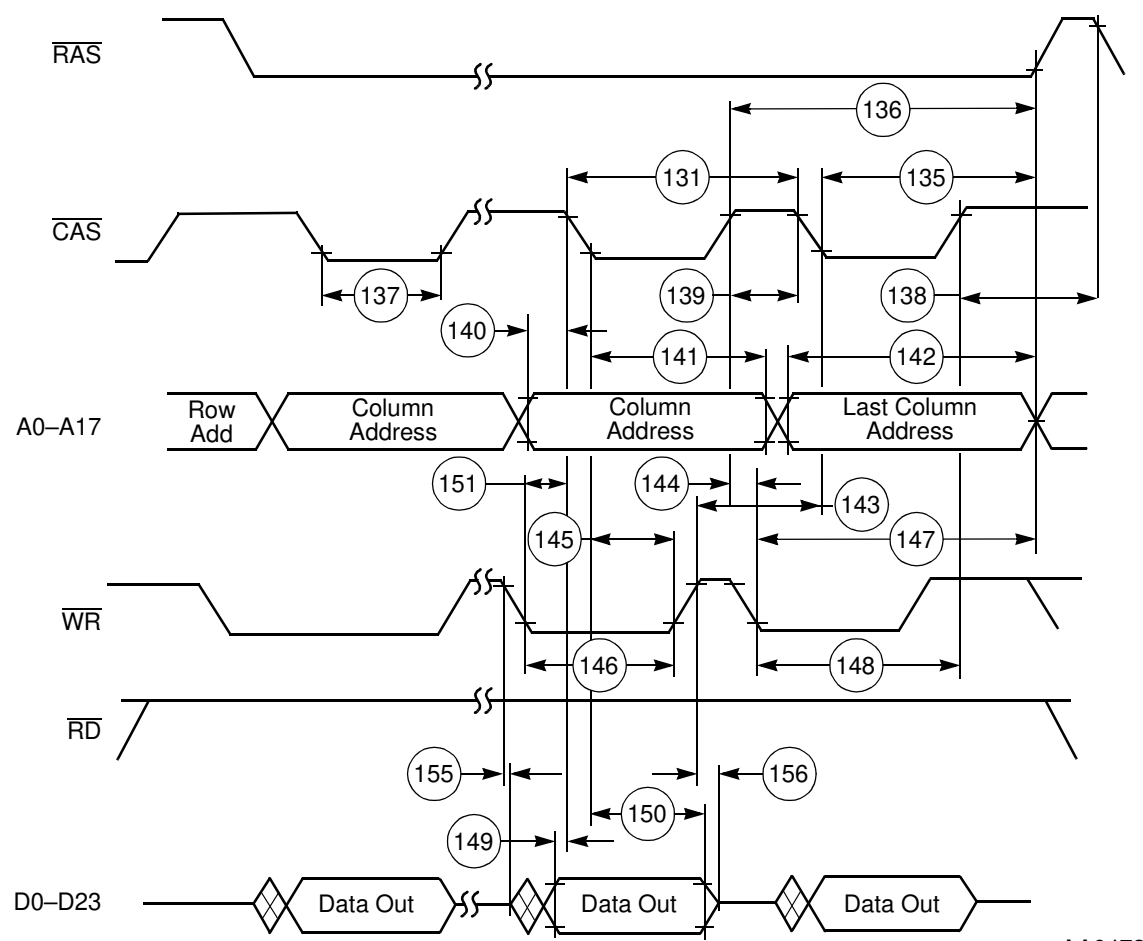 RAS
136
131
135
CAS
137
139
138
140
141
142
A0–A17
Row
Add
Column
Address
Column
Address
Last Column
Address
151
144
143
145
147
WR
146
148
RD
155
156
150
149
D0–D23
Data Out
Data Out
Data Out